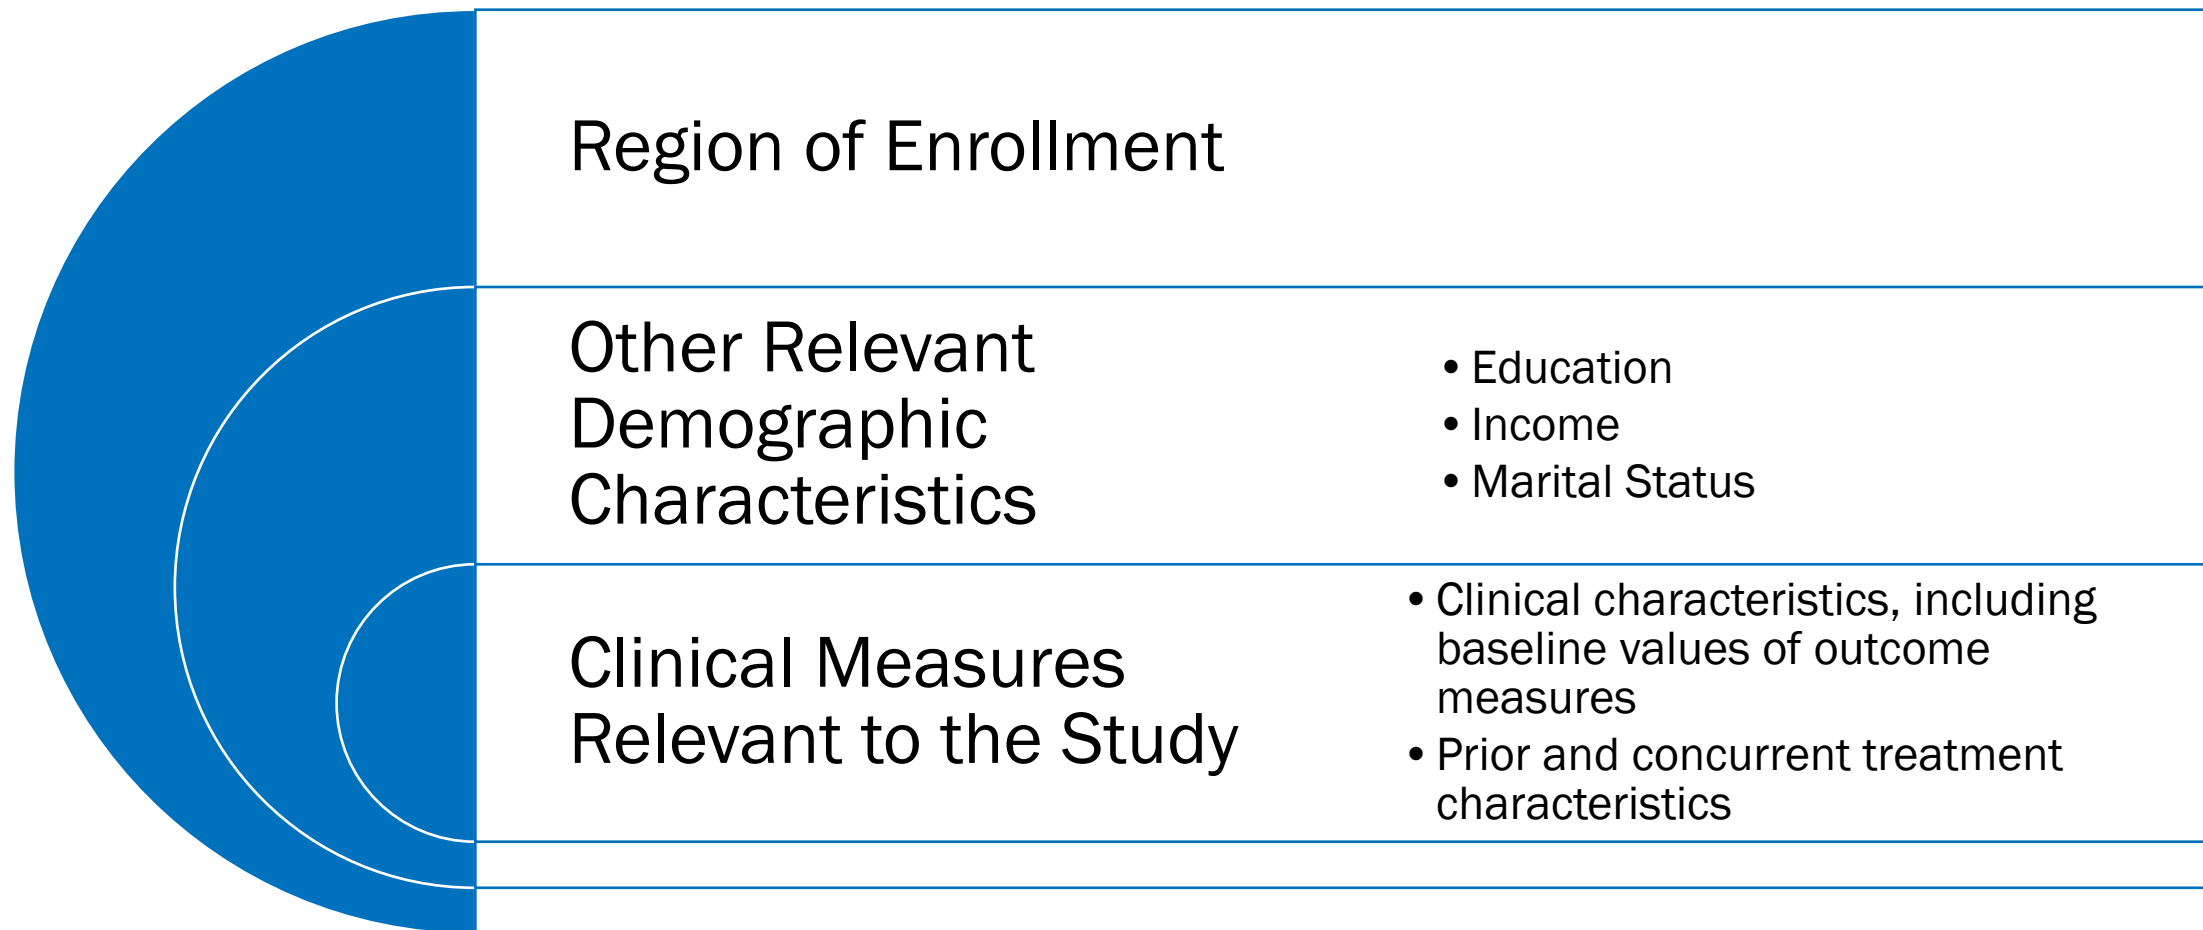 Region of Enrollment
Other Relevant
Demographic
Characteristics
• Education
• Income
• Marital Status
Clinical Measures
Relevant to the Study
• Clinical characteristics, including
baseline values of outcome
measures
• Prior and concurrent treatment
characteristics